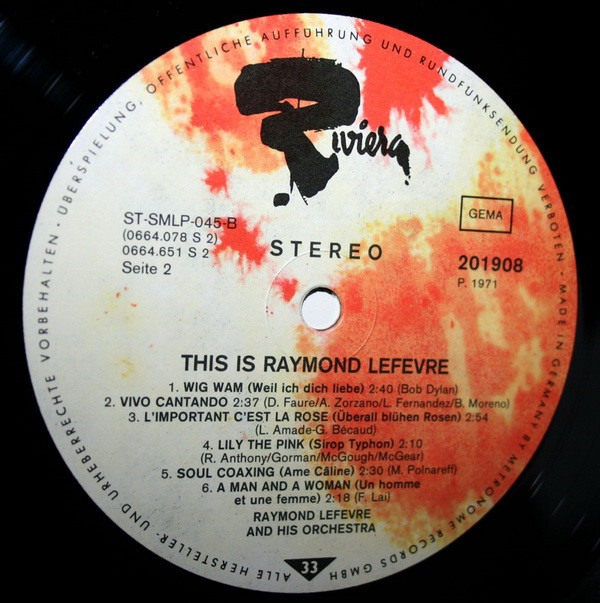 ALLE HERSTELLER- UND URHEBERRECHTE VORBEHALTEN · ÜBERSPIELUNG, ÖFFENTLICHE AUFFÜHRUNG UND RUNDFUNKSENDUNG VERBOTEN · MADE IN GERMANY BY METRONOME RECORDS GMBH
Riviera
ST-SMLP-045-B
(0664.078 S 2)
0664.651 S 2
Seite 2
STEREO
GEMA
201908
P. 1971
THIS IS RAYMOND LEFEVRE
1. WIG WAM (Weil ich dich liebe) 2:40 (Bob Dylan)
2. VIVO CANTANDO 2:37 (D. Faure/A. Zorzano/L. Fernandez/B. Moreno)
3. L'IMPORTANT C'EST LA ROSE (Überall blühen Rosen) 2:54
(L. Amade-G. Bécaud)
4. LILY THE PINK (Sirop Typhon) 2:10
(R. Anthony/Gorman/McGough/McGear)
5. SOUL COAXING (Ame Câline) 2:30 (M. Polnareff)
6. A MAN AND A WOMAN (Un homme
et une femme) 2:18 (F. Lai)
RAYMOND LEFEVRE
AND HIS ORCHESTRA
33